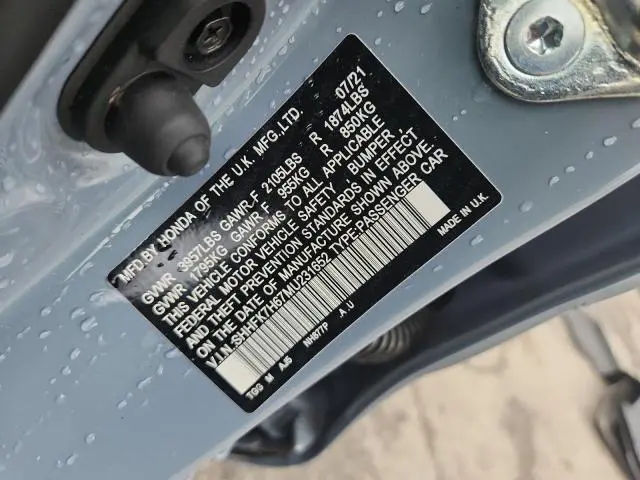 MFD.BY HONDA OF THE U.K. MFG.,LTD. 07/21
GVWR 3957LBS GAWR-F 2105LBS R 1874LBS
GVWR 1795KG GAWR-F 955KG R 850KG
THIS VEHICLE CONFORMS TO ALL APPLICABLE
FEDERAL MOTOR VEHICLE SAFETY, BUMPER,
AND THEFT PREVENTION STANDARDS IN EFFECT ON THE DATE OF MANUFACTURE SHOWN ABOVE.
V.I.N.:SHHFK7H67MU231652 TYPE:PASSENGER CAR
TGG M AJ5 NH877P A.U
MADE IN U.K.